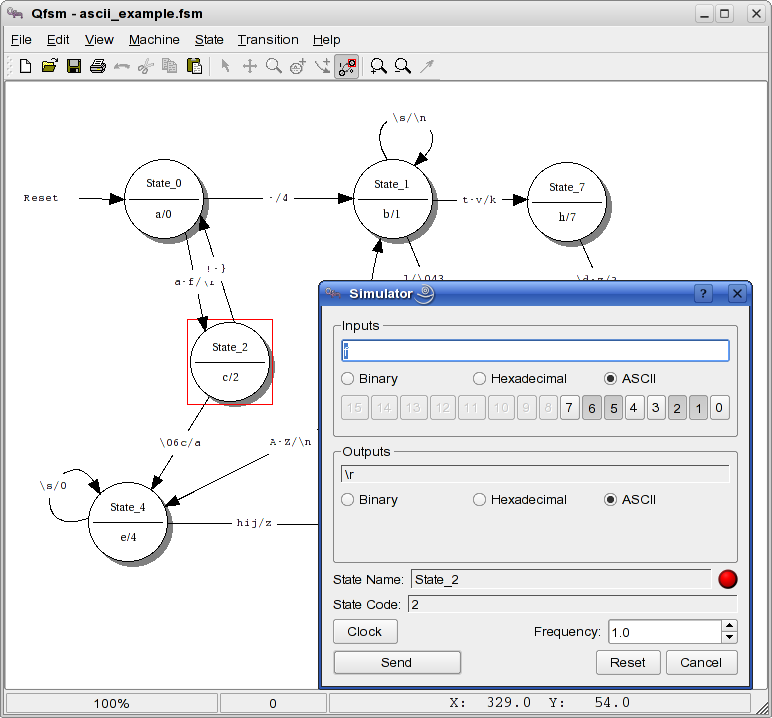 Qfsm - ascii_example.fsm
File Edit View Machine State Transition Help
\s/\n
State_0
State_1
State_7
Reset
·/4
t-v/k
a/0
b/1
h/7
!-}
a-f/\r
State_2
c/2
\06c/a
A-Z/\n
\s/0
State_4
hij/z
e/4
Simulator
?
Inputs
f
Binary Hexadecimal ASCII
15 14 13 12 11 10 9 8 7 6 5 4 3 2 1 0
Outputs
\r
Binary Hexadecimal ASCII
State Name: State_2
State Code: 2
Clock Frequency: 1.0
Send Reset Cancel
100% 0 X: 329.0 Y: 54.0